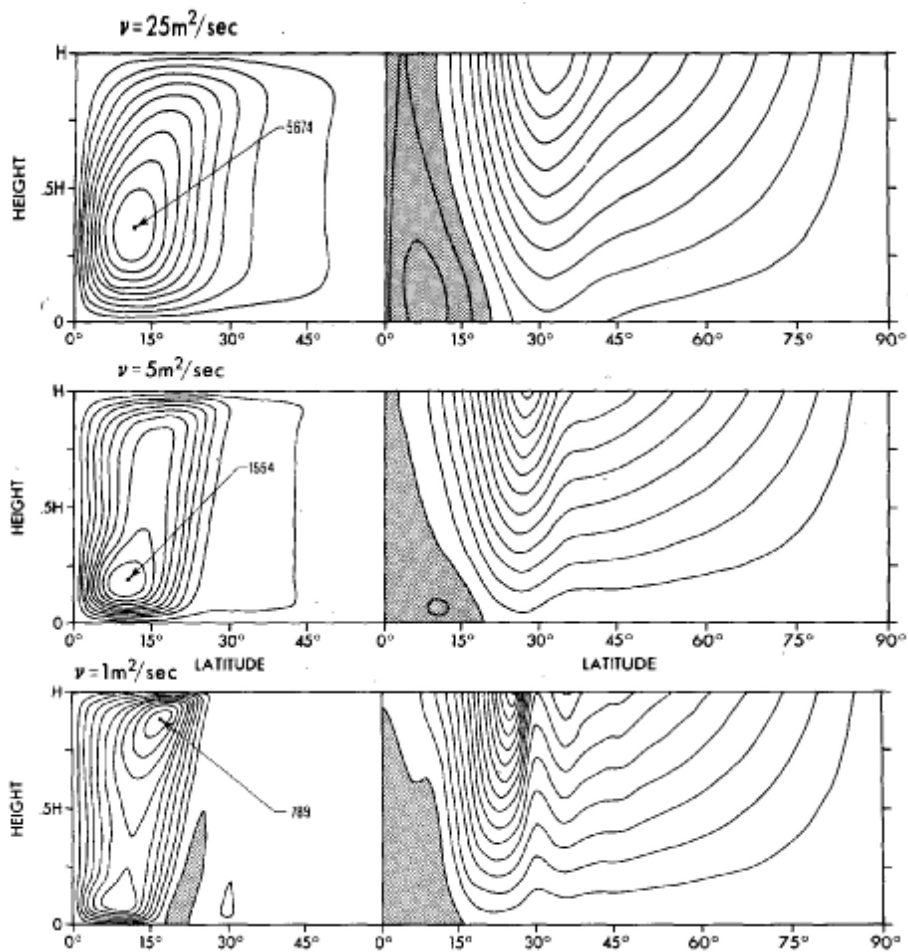 ν = 25m²/sec
H
.5H
0
HEIGHT
5674
0° 15° 30° 45° 0° 15° 30° 45° 60° 75° 90°
ν = 5m²/sec
H
.5H
0
HEIGHT
1554
0° 15° 30° 45° 0° 15° 30° 45° 60° 75° 90°
LATITUDE LATITUDE
ν = 1m²/sec
H
.5H
0
HEIGHT
789
0° 15° 30° 45° 0° 15° 30° 45° 60° 75° 90°